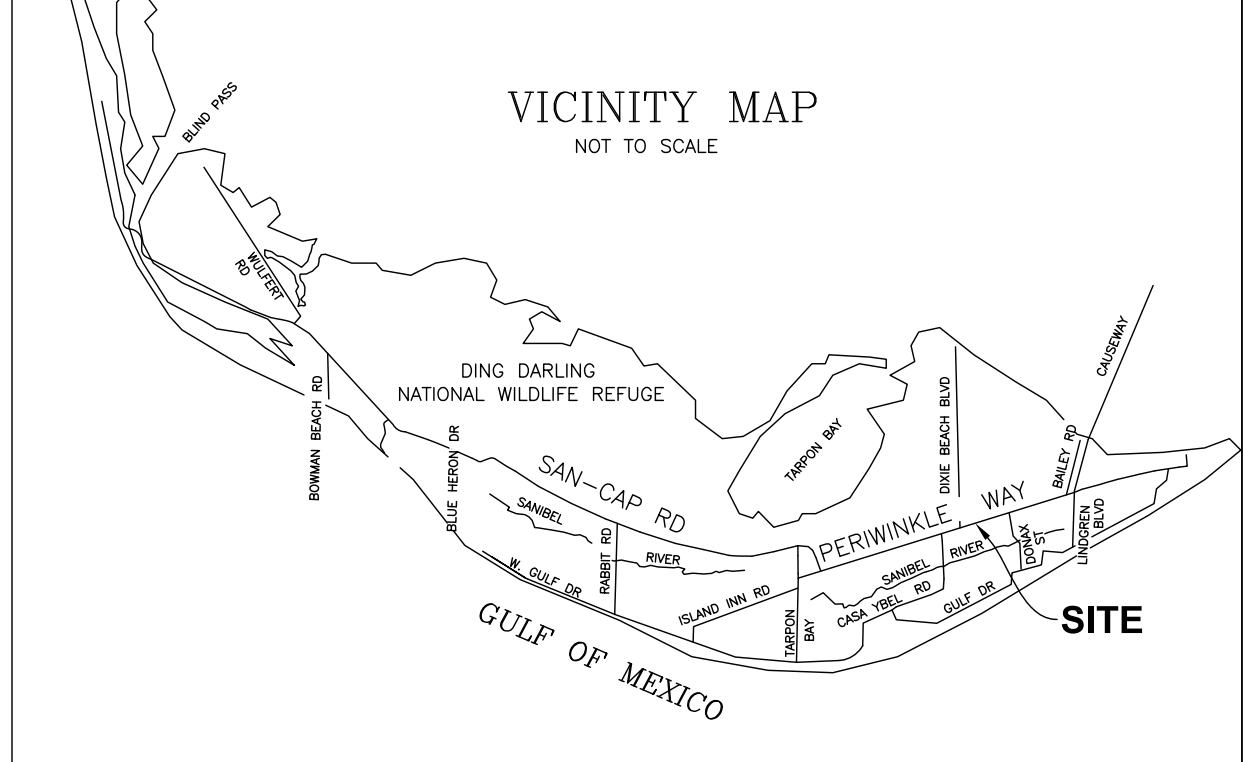 VICINITY MAP
NOT TO SCALE
BLIND PASS
WULFERT
RD
CAUSEWAY
DING DARLING
NATIONAL WILDLIFE REFUGE
BOWMAN BEACH RD
BLUE HERON DR
TARPON BAY
DIXIE BEACH BLVD
BAILEY RD
SAN-CAP RD
PERIWINKLE WAY
SANIBEL
RIVER
RABBIT RD
W. GULF DR
ISLAND INN RD
TARPON
BAY
SANIBEL
RIVER
CASA YBEL RD
GULF DR
DONAX
ST
LINDGREN
BLVD
SITE
GULF OF MEXICO